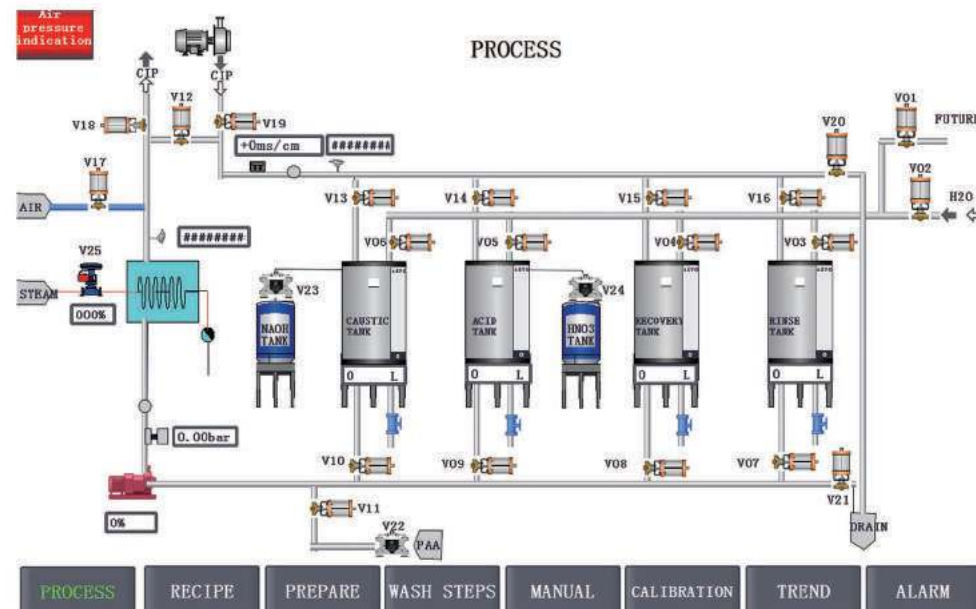 Air
pressure
indication
PROCESS
CIP
CIP
V12
V18
V19
V20
V01
FUTURE
+0ms/cm
########
V17
V02
H2O
AIR
V13
V14
V15
V16
########
V06
V05
V04
V03
V25
STEAM
000%
V23
V24
NAOH
TANK
CAUSTIC
TANK
ACID
TANK
HNO3
TANK
RECOVERY
TANK
RINSE
TANK
0 L
0 L
0 L
0 L
0.00bar
V10
V09
V08
V07
V21
V11
0%
V22
PAA
DRAIN
PROCESS
RECIPE
PREPARE
WASH STEPS
MANUAL
CALIBRATION
TREND
ALARM